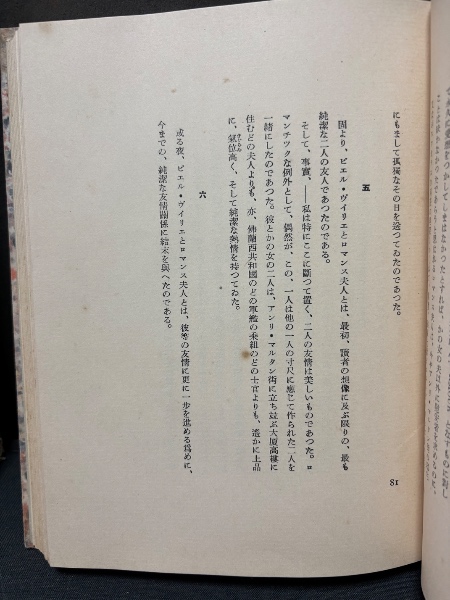 にもまして孤獨なその日を送つてゐたのであつた。
五
固より、ピエル・ヴイリエとロマンス夫人とは、最初、讀者の想像に及ぶ限りの、最も
純潔な二人の友人であつたのである。
そして、事實、――私は特にここに斷つて置く、二人の友情は美しいものであつた。ロ
マンチツクな例外として、偶然が、この、一人は他の一人の寸尺に應じて作られた二人を
一緒にしたのであつた。彼とかの女の二人は、アンリ・マルタン街に立ち並ぶ大廈高樓に
住むどの夫人よりも、亦、佛蘭西共和國のどの軍艦の乘組のどの士官よりも、遙かに上品
に、氣位高く、そして純潔な熱情を持つてゐた。
六
或る夜、ピエル・ヴイリエとロマンス夫人とは、彼等の友情に更に一歩を進める爲めに、
今までの、純潔な友情關係に結末を與へたのである。
81